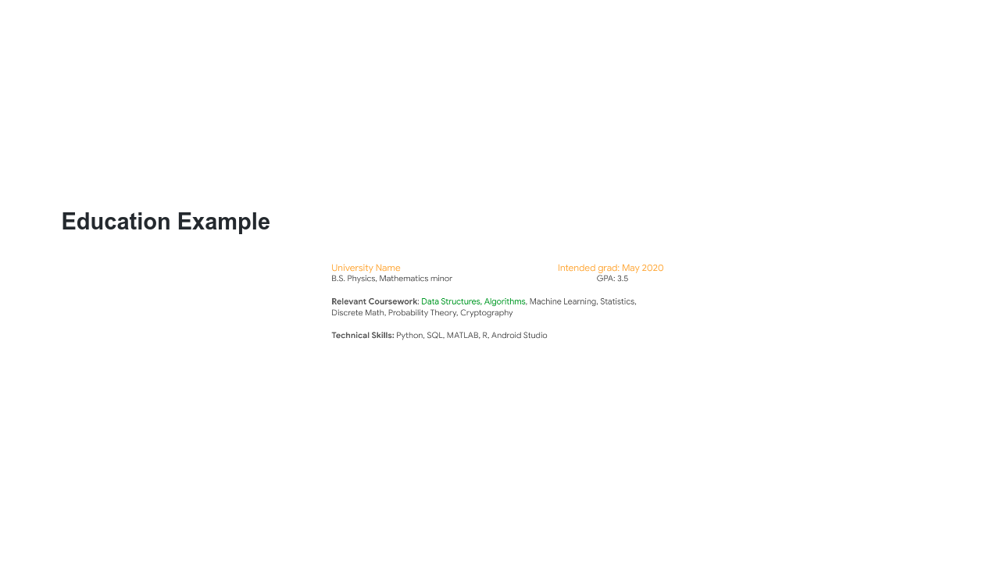 Education Example
University Name Intended grad: May 2020
B.S. Physics, Mathematics minor GPA: 3.5
Relevant Coursework: Data Structures, Algorithms, Machine Learning, Statistics,
Discrete Math, Probability Theory, Cryptography
Technical Skills: Python, SQL, MATLAB, R, Android Studio